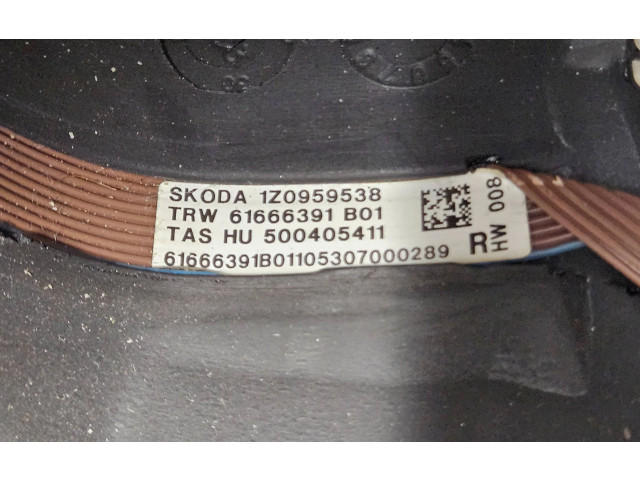 SKODA 1Z0959538
TRW 61666391 B01
TAS HU 500405411
61666391B01105307000289
R
HW 008